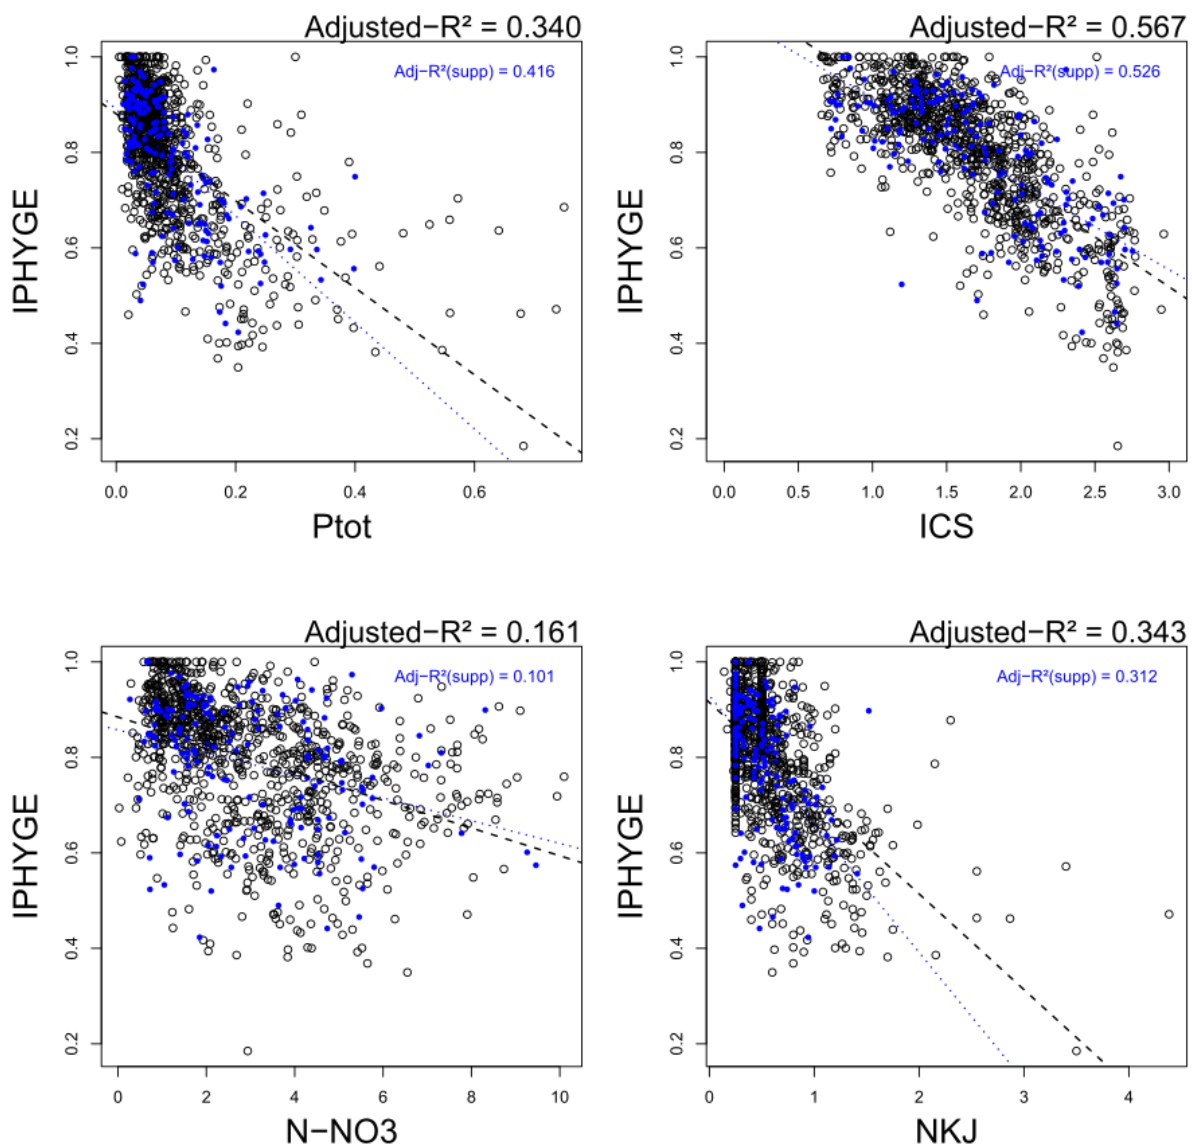 Adjusted−R² = 0.340
Adj−R²(supp) = 0.416
IPHYGE
1.0
0.8
0.6
0.4
0.2
0.0 0.2 0.4 0.6
Ptot
Adjusted−R² = 0.567
Adj−R²(supp) = 0.526
IPHYGE
1.0
0.8
0.6
0.4
0.2
0.0 0.5 1.0 1.5 2.0 2.5 3.0
ICS
Adjusted−R² = 0.161
Adj−R²(supp) = 0.101
IPHYGE
1.0
0.8
0.6
0.4
0.2
0 2 4 6 8 10
N−NO3
Adjusted−R² = 0.343
Adj−R²(supp) = 0.312
IPHYGE
1.0
0.8
0.6
0.4
0.2
0 1 2 3 4
NKJ